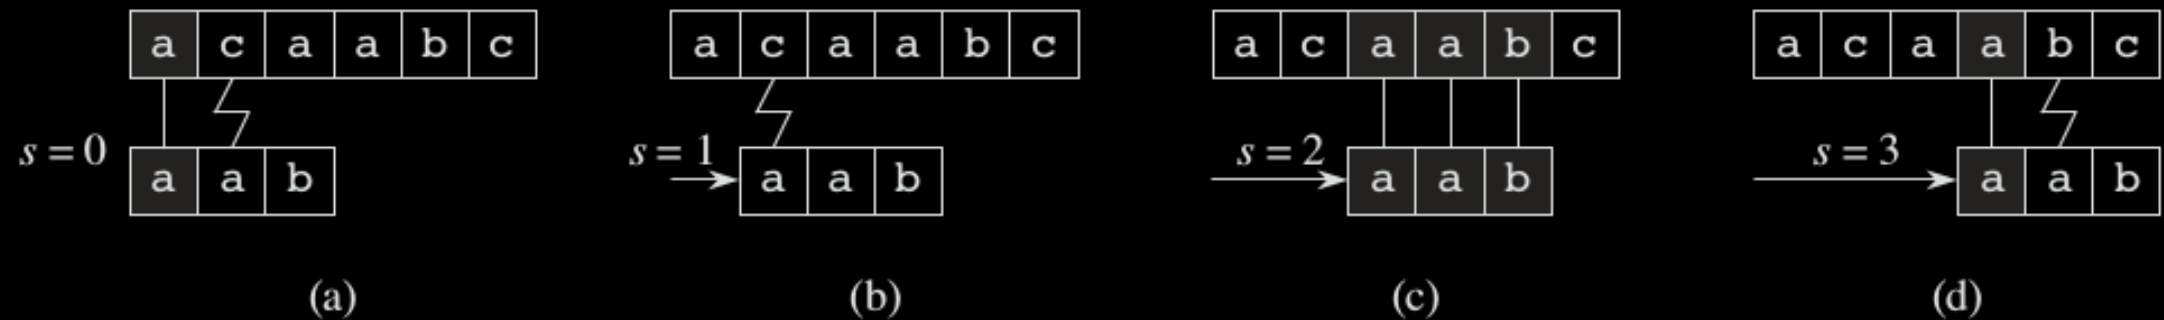 a c a a b c a c a a b c a c a a b c a c a a b c
s = 0 s = 1 s = 2 s = 3
a a b a a b a a b a a b
(a) (b) (c) (d)